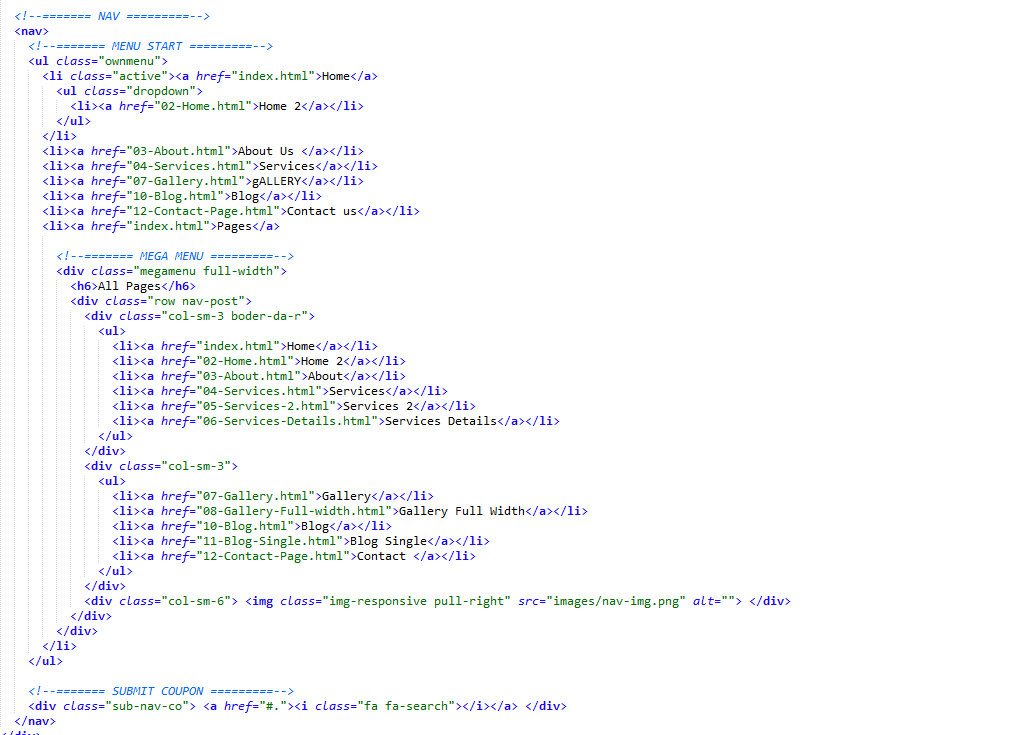 <!--======= NAV =========-->
<nav>
<!--======= MENU START =========-->
<ul class="ownmenu">
<li class="active"><a href="index.html">Home</a>
<ul class="dropdown">
<li><a href="02-Home.html">Home 2</a></li>
</ul>
</li>
<li><a href="03-About.html">About Us </a></li>
<li><a href="04-Services.html">Services</a></li>
<li><a href="07-Gallery.html">gALLERY</a></li>
<li><a href="10-Blog.html">Blog</a></li>
<li><a href="12-Contact-Page.html">Contact us</a></li>
<li><a href="index.html">Pages</a>
<!--======= MEGA MENU =========-->
<div class="megamenu full-width">
<h6>All Pages</h6>
<div class="row nav-post">
<div class="col-sm-3 boder-da-r">
<ul>
<li><a href="index.html">Home</a></li>
<li><a href="02-Home.html">Home 2</a></li>
<li><a href="03-About.html">About</a></li>
<li><a href="04-Services.html">Services</a></li>
<li><a href="05-Services-2.html">Services 2</a></li>
<li><a href="06-Services-Details.html">Services Details</a></li>
</ul>
</div>
<div class="col-sm-3">
<ul>
<li><a href="07-Gallery.html">Gallery</a></li>
<li><a href="08-Gallery-Full-width.html">Gallery Full Width</a></li>
<li><a href="10-Blog.html">Blog</a></li>
<li><a href="11-Blog-Single.html">Blog Single</a></li>
<li><a href="12-Contact-Page.html">Contact </a></li>
</ul>
</div>
<div class="col-sm-6"> <img class="img-responsive pull-right" src="images/nav-img.png" alt=""> </div>
</div>
</div>
</li>
</ul>
<!--======= SUBMIT COUPON =========-->
<div class="sub-nav-co"> <a href="#."><i class="fa fa-search"></i></a> </div>
</nav>
</div>